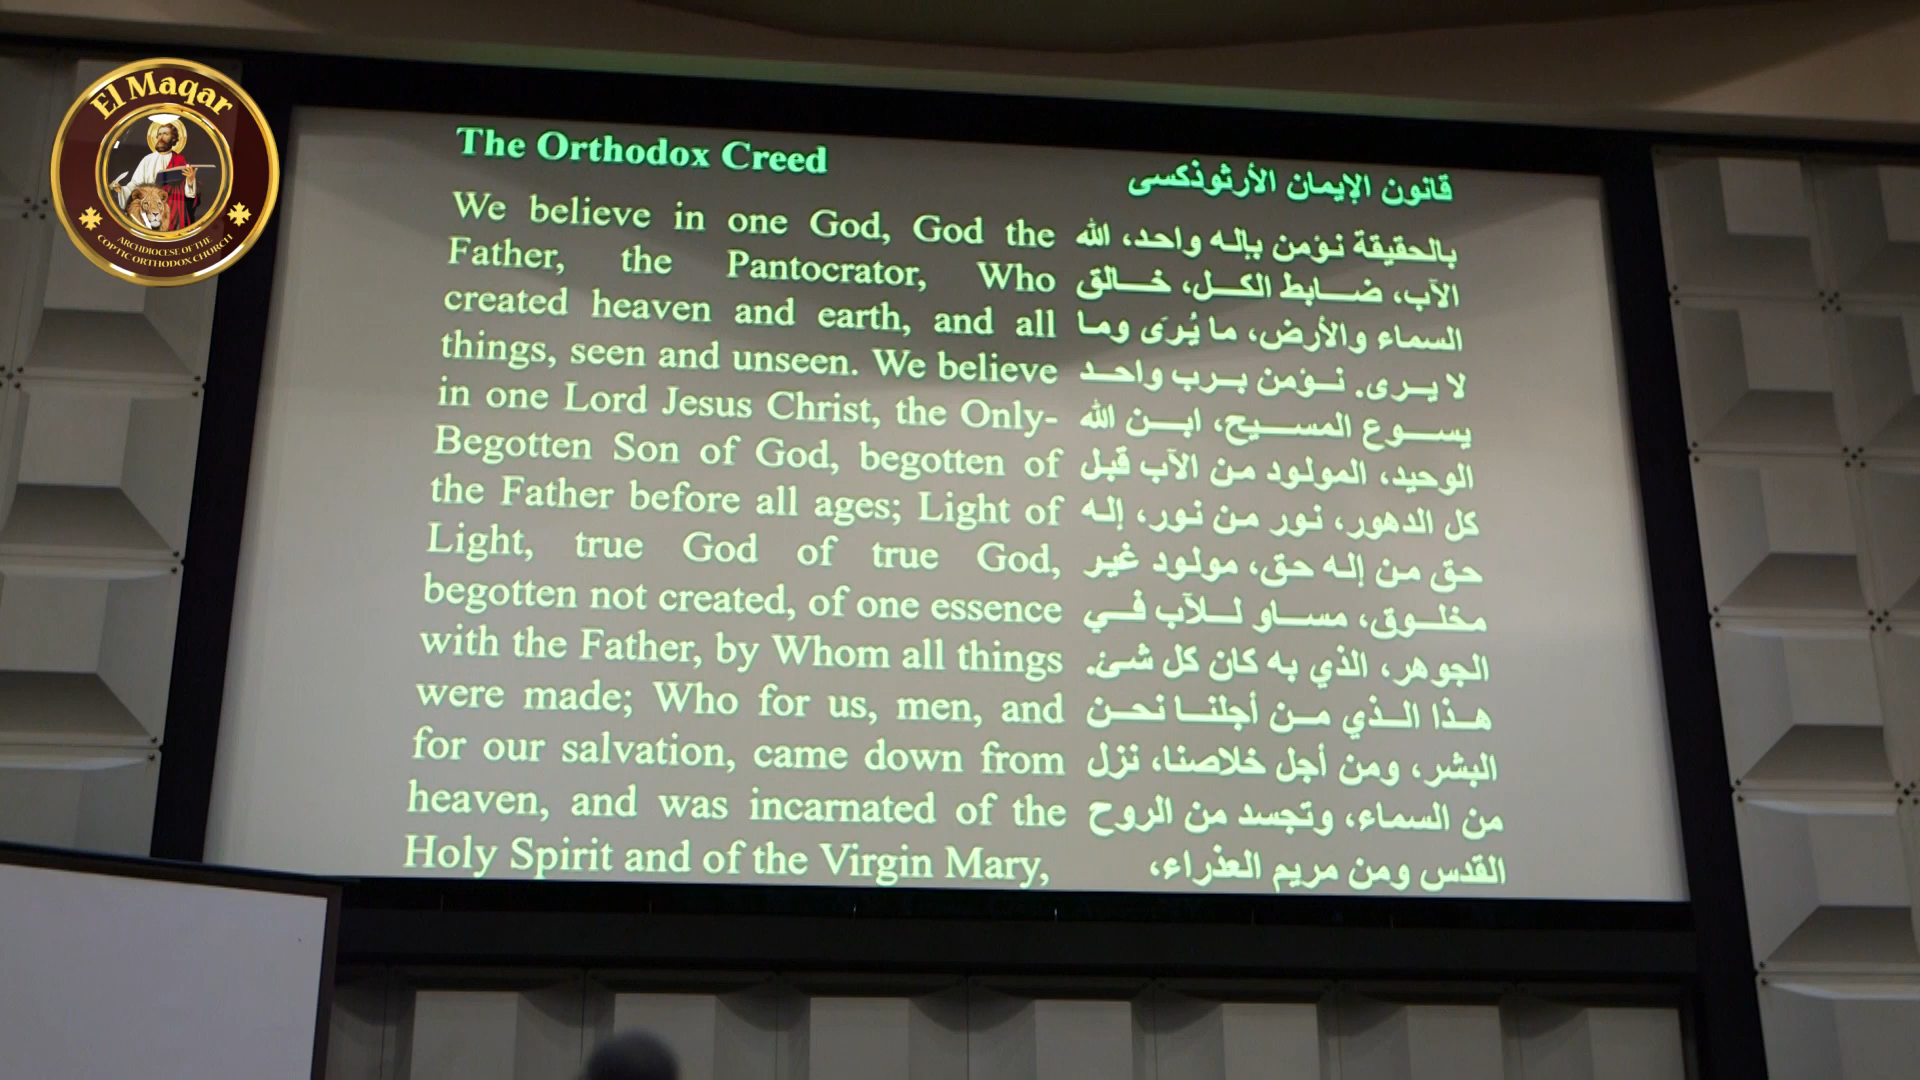 El Maqar
ARCHDIOCESE OF THE
COPTIC ORTHODOX CHURCH
The Orthodox Creed
We believe in one God, God the
Father, the Pantocrator, Who
created heaven and earth, and all
things, seen and unseen. We believe
in one Lord Jesus Christ, the Only-
Begotten Son of God, begotten of
the Father before all ages; Light of
Light, true God of true God,
begotten not created, of one essence
with the Father, by Whom all things
were made; Who for us, men, and
for our salvation, came down from
heaven, and was incarnated of the
Holy Spirit and of the Virgin Mary,
قانون الإيمان الأرثوذكسى
بالحقيقة نؤمن بإله واحد، الله
الآب، ضابط الكل، خالق
السماء والأرض، ما يُرَى وما
لا يرى. نؤمن برب واحد
يسوع المسيح، ابن الله
الوحيد، المولود من الآب قبل
كل الدهور، نور من نور، إله
حق من إله حق، مولود غير
مخلوق، مساو للآب في
الجوهر، الذي به كان كل شئ.
هذا الذي من أجلنا نحن
البشر، ومن أجل خلاصنا، نزل
من السماء، وتجسد من الروح
القدس ومن مريم العذراء،